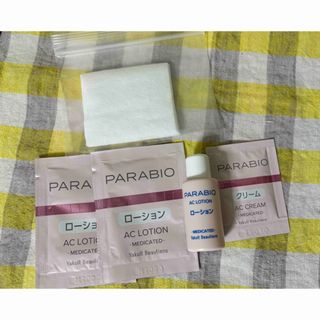 PARABIO
ローション
AC LOTION
-MEDICATED-
Yakult Beautiens
PARABIO
ローション
AC LOTION
-MEDICATED-
Yakult Beautiens
PARABIO
AC LOTION
ローション
-MEDICATED-
Yakult Beautiens
PARABIO
クリーム
AC CREAM
-MEDICATED-
Yakult Beautiens